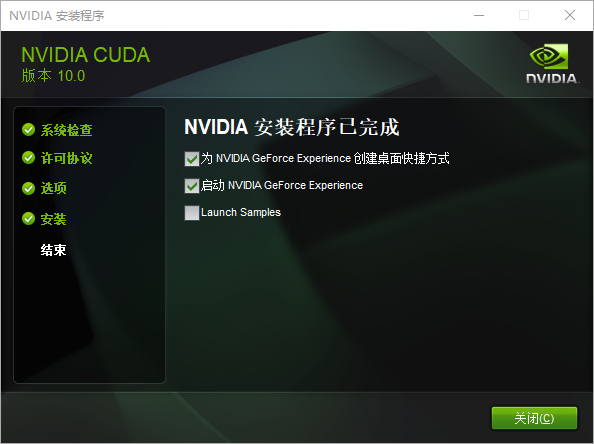 NVIDIA 安装程序
NVIDIA CUDA
版本 10.0
NVIDIA.
系统检查
许可协议
选项
安装
结束
NVIDIA 安装程序已完成
为 NVIDIA GeForce Experience 创建桌面快捷方式
启动 NVIDIA GeForce Experience
Launch Samples
关闭(C)